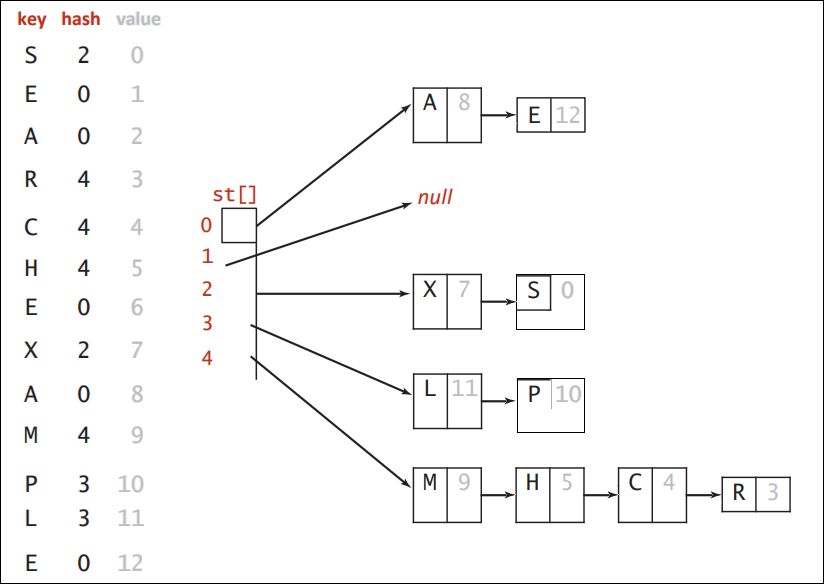 key hash value
S 2 0
E 0 1
A 0 2
R 4 3
C 4 4
H 4 5
E 0 6
X 2 7
A 0 8
M 4 9
P 3 10
L 3 11
E 0 12
st[]
0
1
2
3
4
A 8 E 12
null
X 7 S 0
L 11 P 10
M 9 H 5 C 4 R 3